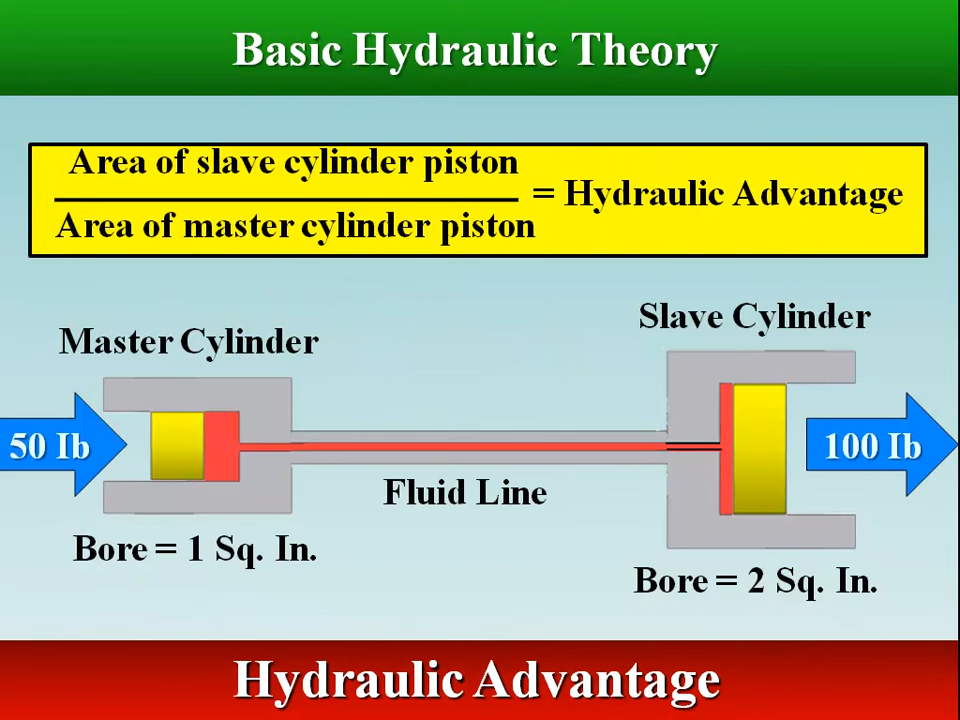 Basic Hydraulic Theory
Area of slave cylinder piston
Area of master cylinder piston
= Hydraulic Advantage
Slave Cylinder
Master Cylinder
50 Ib
100 Ib
Fluid Line
Bore = 1 Sq. In.
Bore = 2 Sq. In.
Hydraulic Advantage